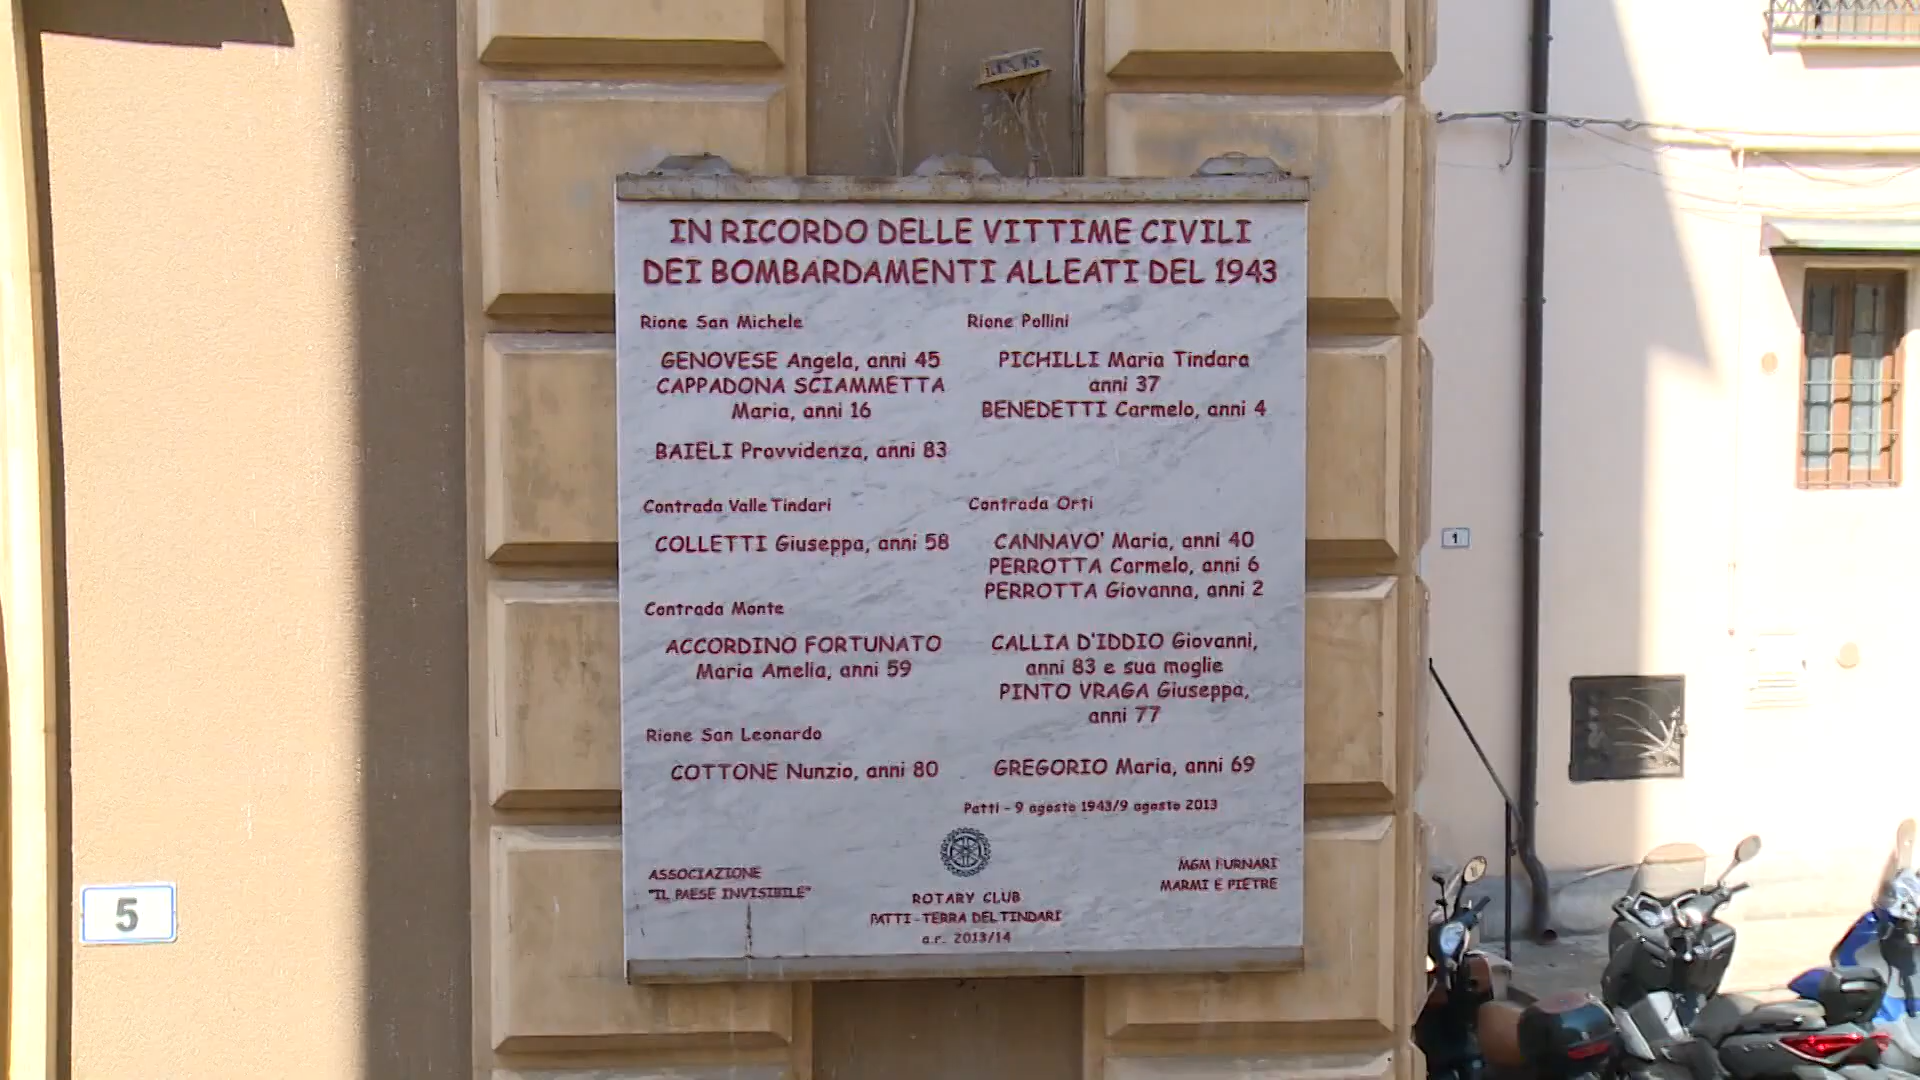 IN RICORDO DELLE VITTIME CIVILI
DEI BOMBARDAMENTI ALLEATI DEL 1943
Rione San Michele
GENOVESE Angela, anni 45
CAPPADONA SCIAMMETTA
Maria, anni 16
BAIELI Provvidenza, anni 83
Contrada Valle Tindari
COLLETTI Giuseppa, anni 58
Contrada Monte
ACCORDINO FORTUNATO
Maria Amelia, anni 59
Rione San Leonardo
COTTONE Nunzio, anni 80
Rione Pollini
PICHILLI Maria Tindara
anni 37
BENEDETTI Carmelo, anni 4
Contrada Orti
CANNAVO' Maria, anni 40
PERROTTA Carmelo, anni 6
PERROTTA Giovanna, anni 2
CALLIA D'IDDIO Giovanni,
anni 83 e sua moglie
PINTO VRAGA Giuseppa,
anni 77
GREGORIO Maria, anni 69
Patti - 9 agosto 1943/9 agosto 2013
ASSOCIAZIONE
"IL PAESE INVISIBILE"
ROTARY CLUB
PATTI - TERRA DEL TINDARI
a.r. 2013/14
MGM FURNARI
MARMI E PIETRE
5
1